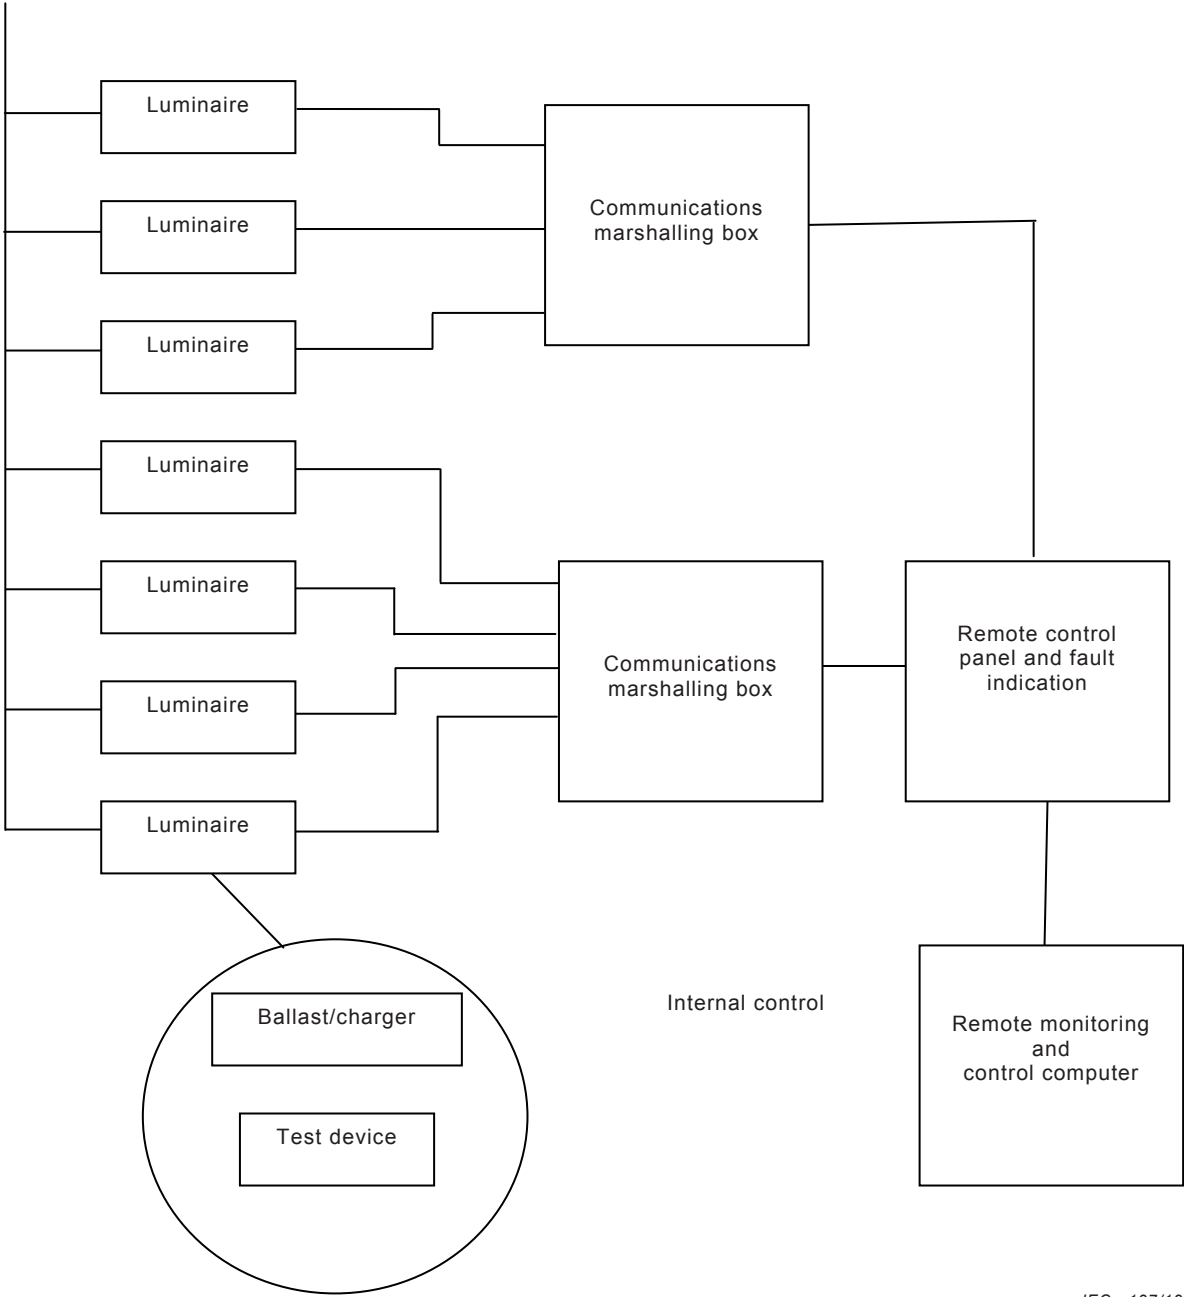 Luminaire
Luminaire
Luminaire
Luminaire
Luminaire
Luminaire
Luminaire
Communications
marshalling box
Communications
marshalling box
Remote control
panel and fault
indication
Ballast/charger
Test device
Internal control
Remote monitoring
and
control computer